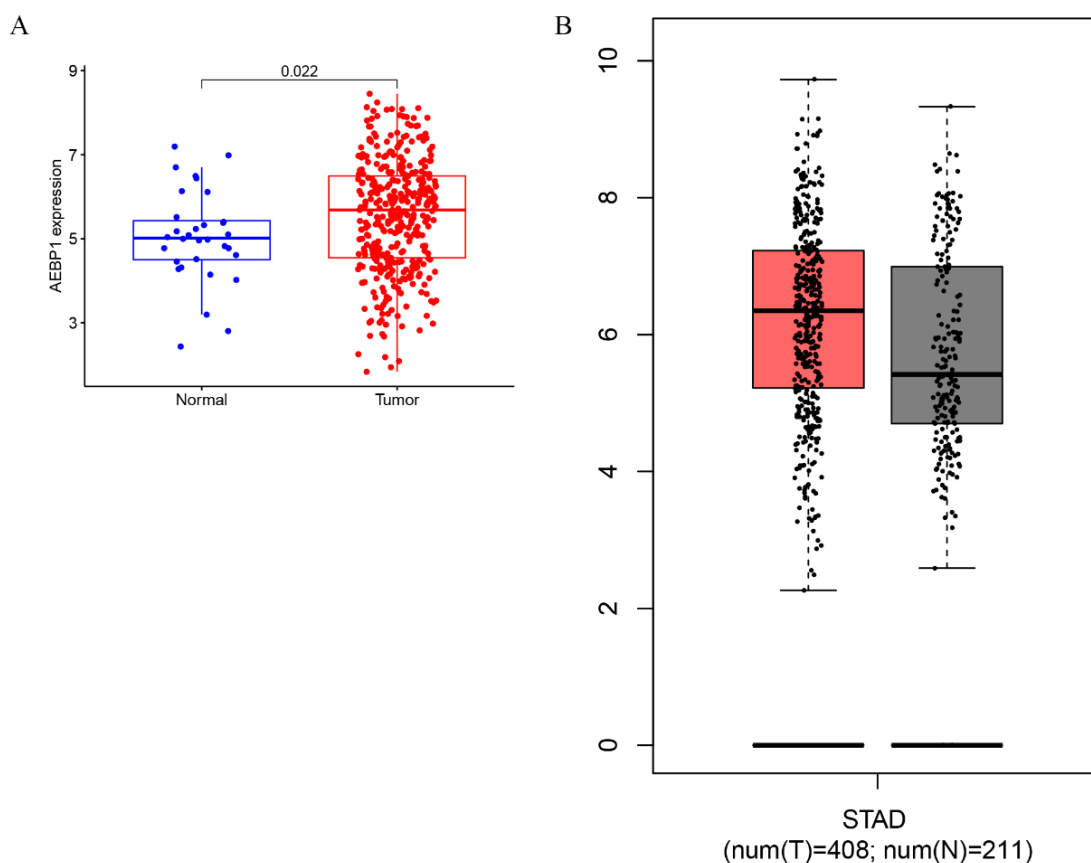 A
B
0.022
9
7
5
3
AEBP1 expression
Normal
Tumor
10
8
6
4
2
0
STAD
(num(T)=408; num(N)=211)